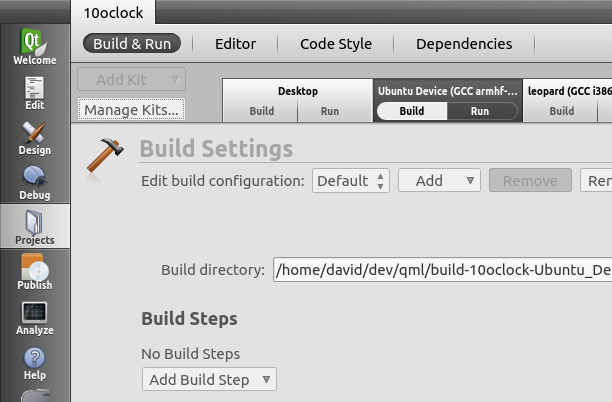 10oclock
Build & Run Editor Code Style Dependencies
Qt
Welcome
Edit
Design
Debug
Projects
Publish
Analyze
Help
Add Kit
Manage Kits...
Desktop
Build Run
Ubuntu Device (GCC armhf-...
Build Run
leopard (GCC i386
Build
Build Settings
Edit build configuration: Default Add Remove Ren
Build directory: /home/david/dev/qml/build-10oclock-Ubuntu_De
Build Steps
No Build Steps
Add Build Step